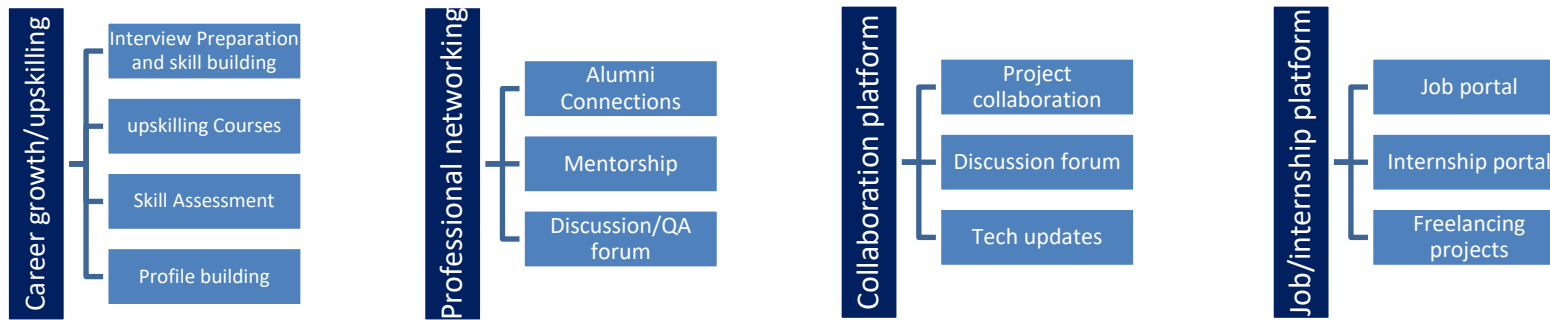 Career growth/upskilling
Interview Preparation
and skill building
upskilling Courses
Skill Assessment
Profile building
Professional networking
Alumni
Connections
Mentorship
Discussion/QA
forum
Collaboration platform
Project
collaboration
Discussion forum
Tech updates
Job/internship platform
Job portal
Internship portal
Freelancing
projects